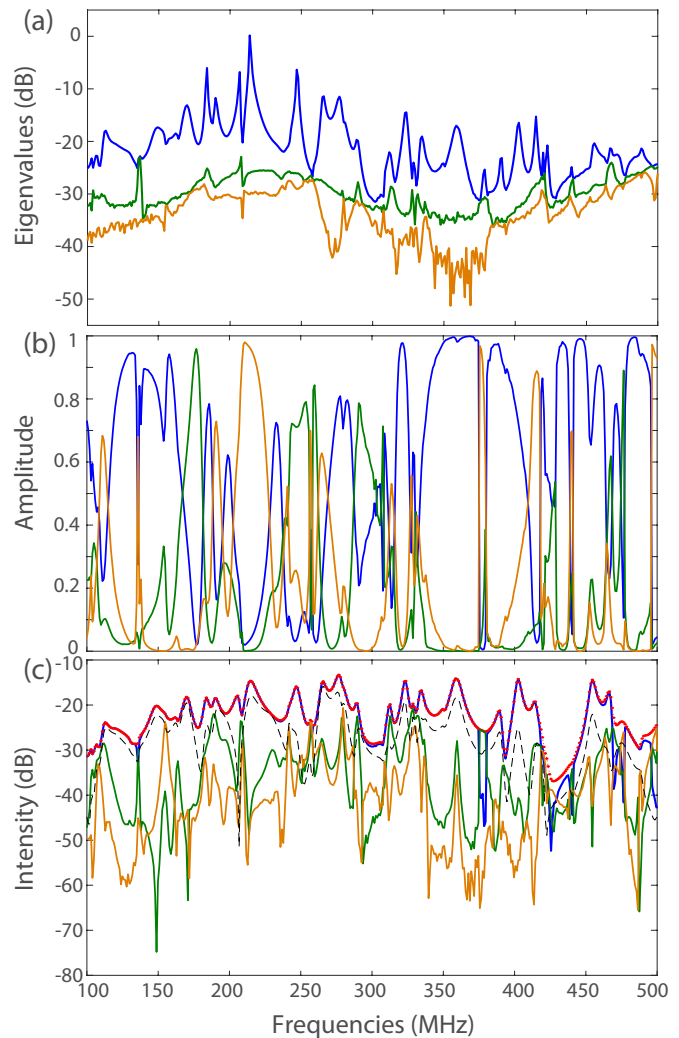 (a)
0
-10
-20
-30
-40
-50
Eigenvalues (dB)
(b)
1
0.8
0.6
0.4
0.2
0
Amplitude
(c)
-10
-20
-30
-40
-50
-60
-70
-80
Intensity (dB)
100 150 200 250 300 350 400 450 500
Frequencies (MHz)